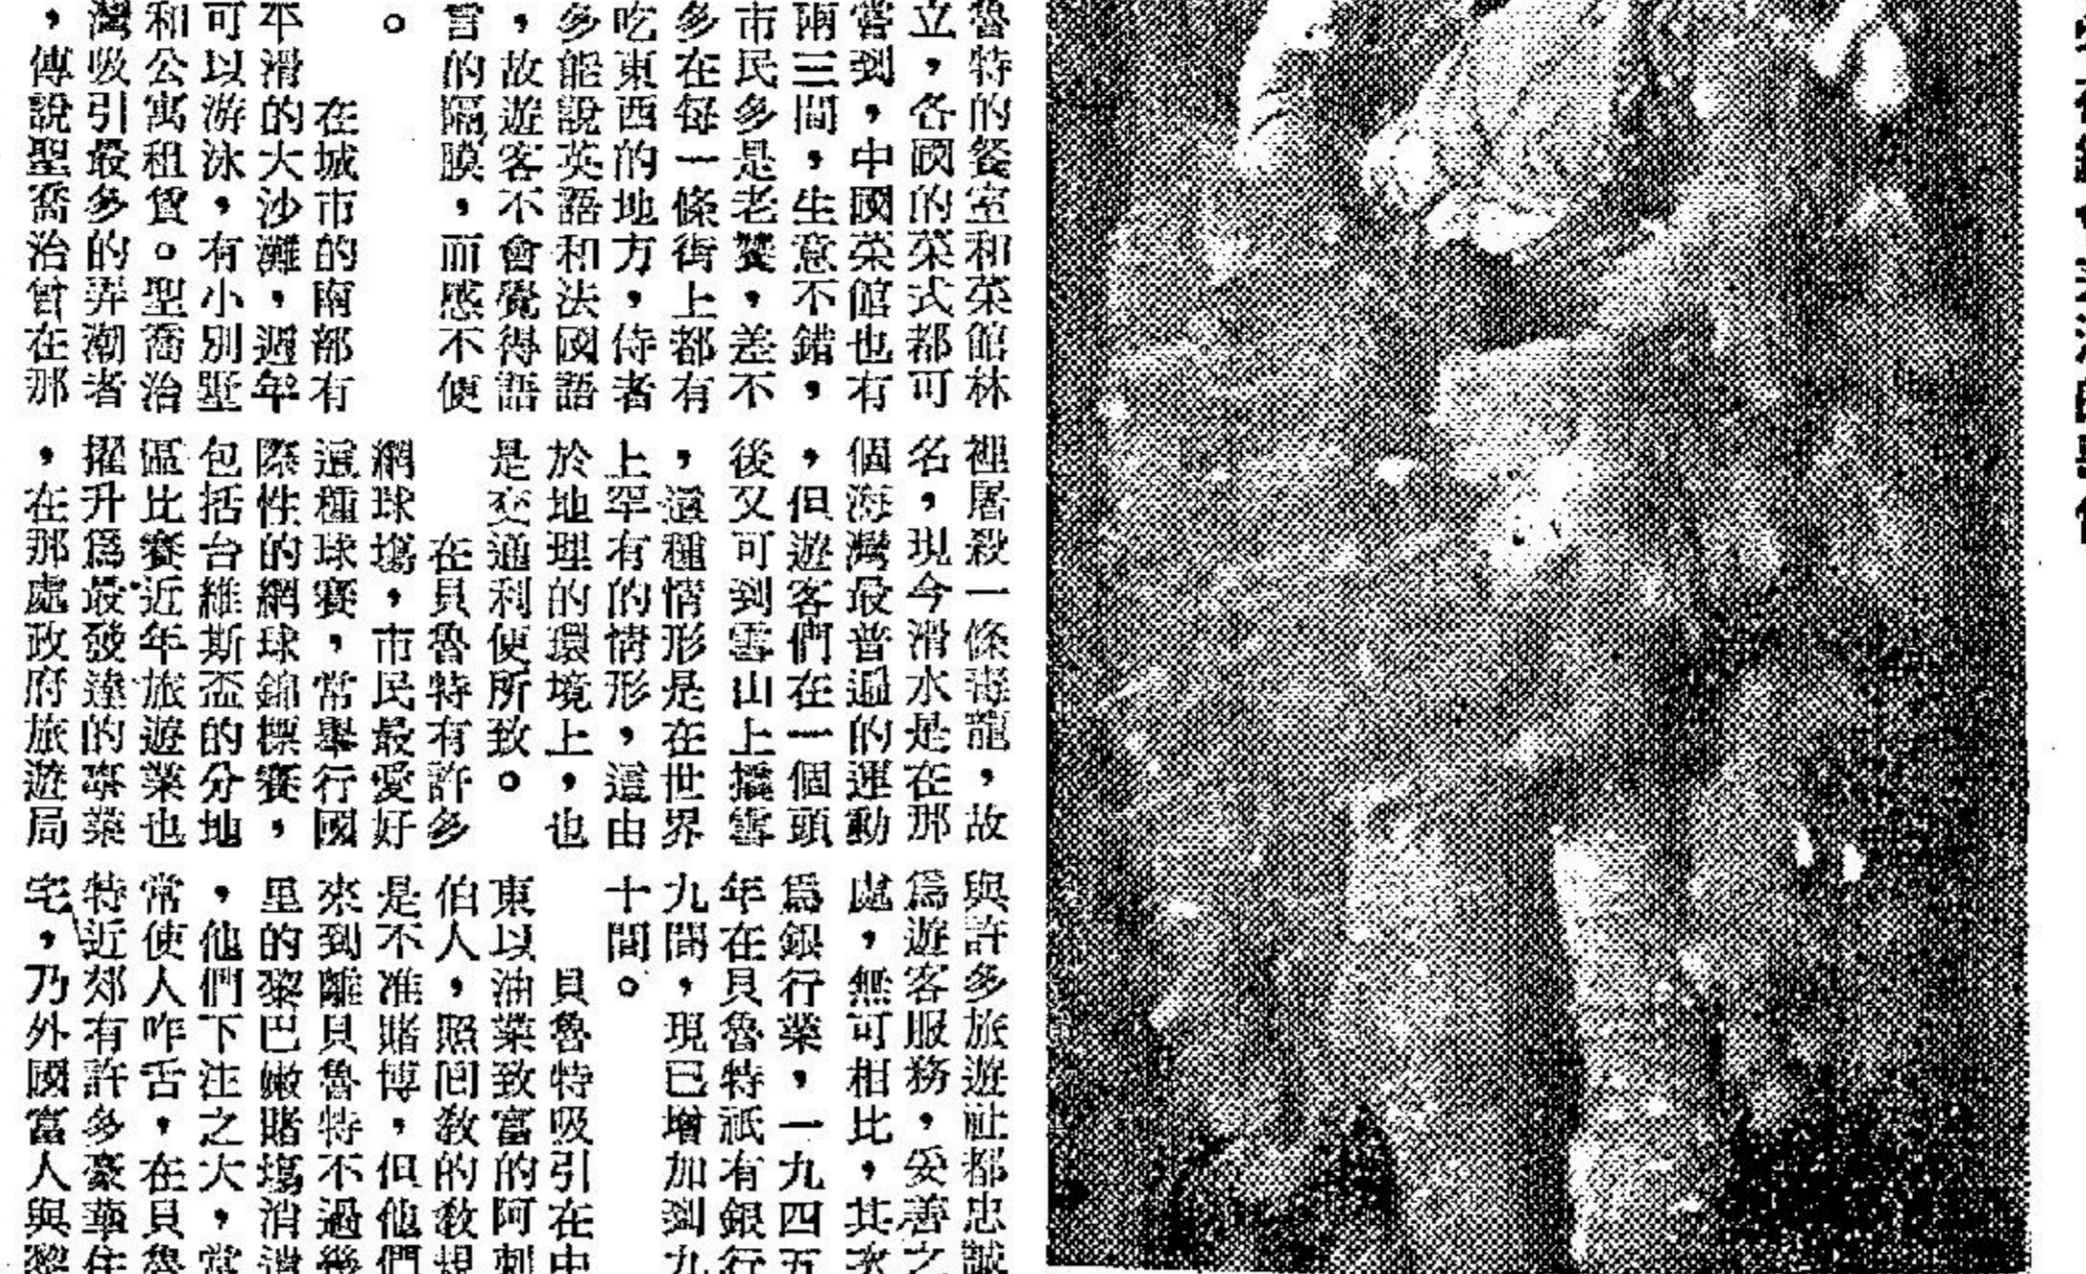 魯特的餐室和菜館林
立,各國的菜式都可
嘗到,中國菜館也有
兩三間,生意不錯,
市民多是老饕,差不
多在每一條街上都有
吃東西的地方,侍者
多能說英語和法國語
,故遊客不會覺得語
言的隔膜,而感不便
。
在城市的南部有
平滑的大沙灘,週年
可以游泳,有小別墅
和公寓租賃。聖喬治
灣吸引最多的弄潮者
,傳說聖喬治曾在那
裡屠殺一條毒龍,故
名,現今滑水是在那
個海灣最普遍的運動
,但遊客們在一個頭
後又可到雪山上撬雪
,這種情形是在世界
上罕有的情形,這由
於地理的環境上,也
是交通利便所致。
在貝魯特有許多
網球塲,市民最愛好
這種球賽,常舉行國
際性的網球錦標賽,
包括台維斯盃的分地
區比賽近年旅遊業也
擢升爲最發達的事業
,在那處政府旅遊局
與許多旅遊社都忠誠
爲遊客服務,妥善之
處,無可相比,其次
爲銀行業,一九四五
年在貝魯特祇有銀行
九間,現已增加到九
十間。
貝魯特吸引在中
東以油業致富的阿剌
伯人,照回教的教規
是不准賭博,但他們
來到離貝魯特不過幾
里的黎巴嫩賭塲消遣
,他們下注之大,常
常使人咋舌,在貝魯
特近郊有許多豪華住
宅,乃外國富人與黎